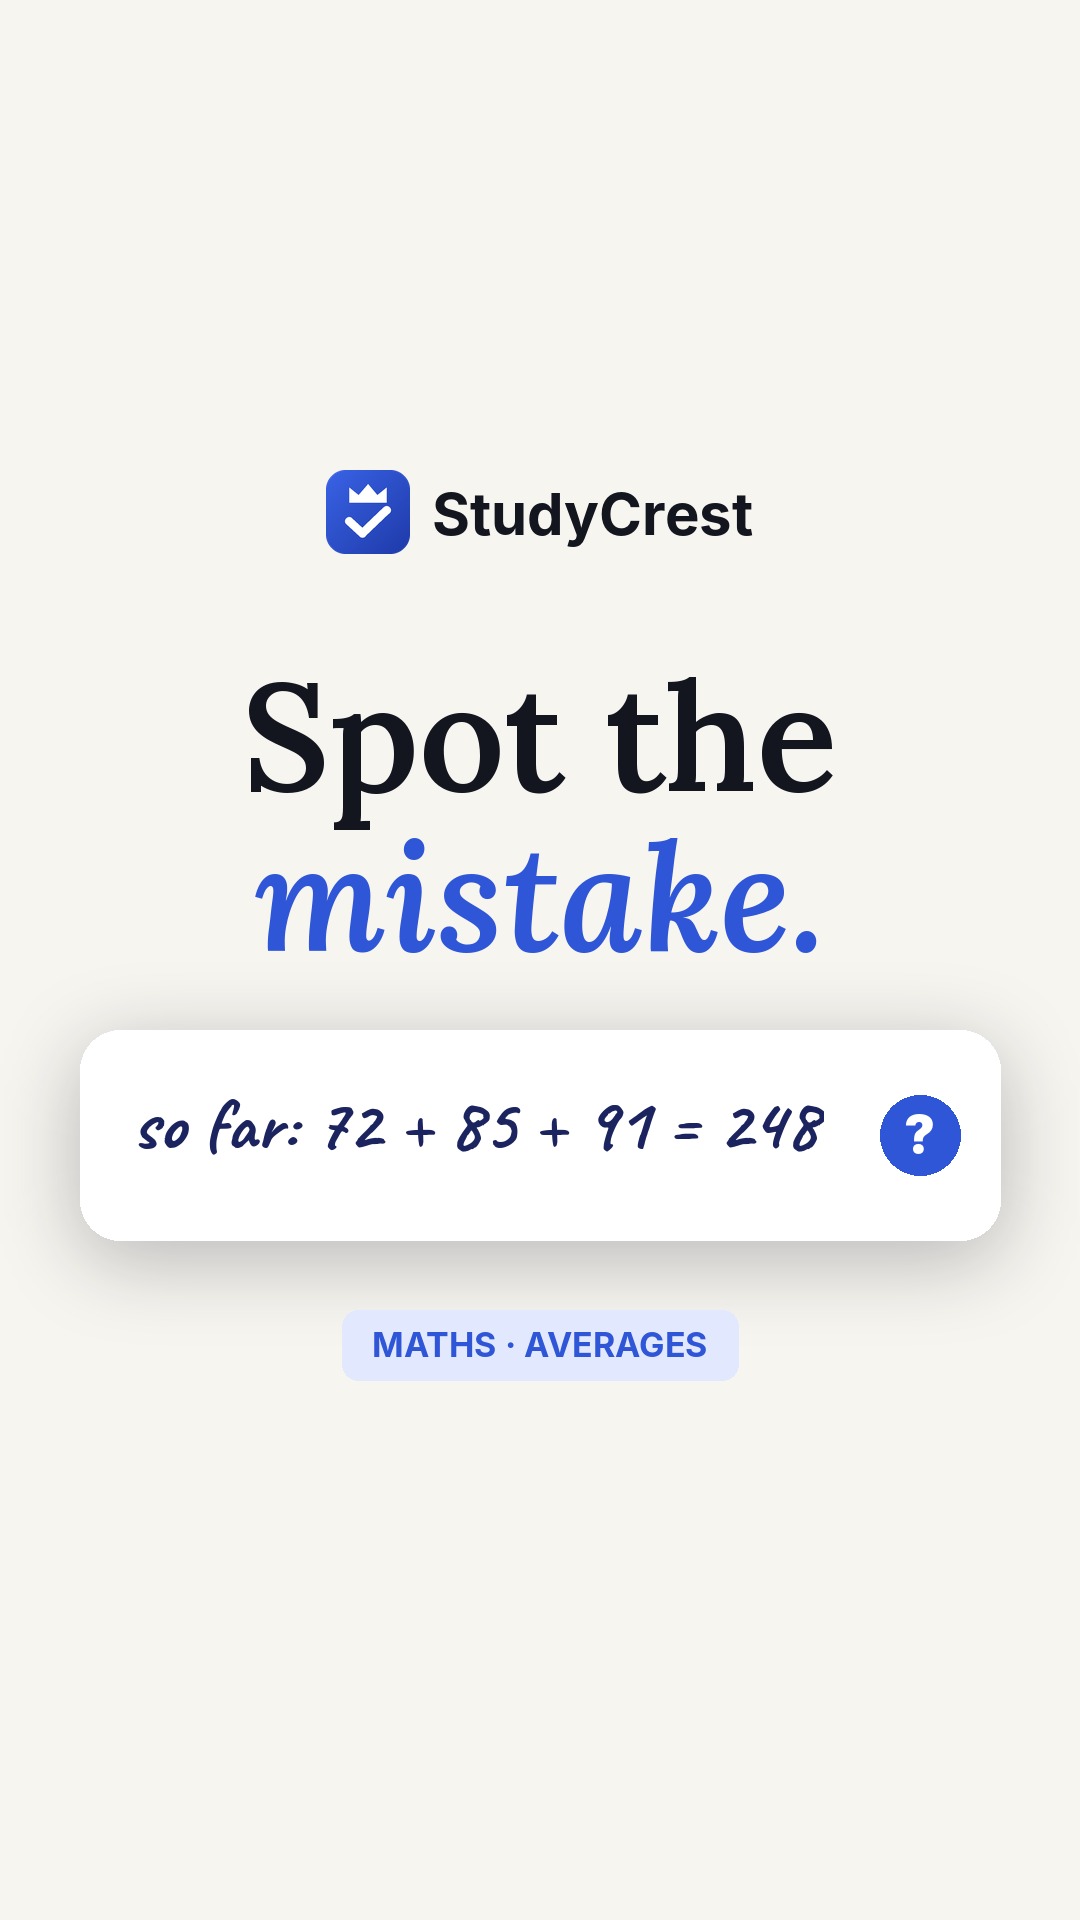 StudyCrest
Spot the
mistake.
so far: 72 + 85 + 91 = 248
?
MATHS · AVERAGES